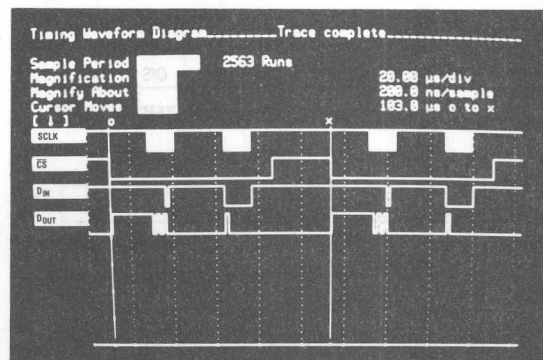 Timing Waveform Diagram Trace complete
Sample Period 2563 Runs
Magnification 20.00 µs/div
Magnify About 200.0 ns/sample
Cursor Moves 103.0 µs o to x
[ ↓ ] o x
SCLK
CS
DIN
DOUT